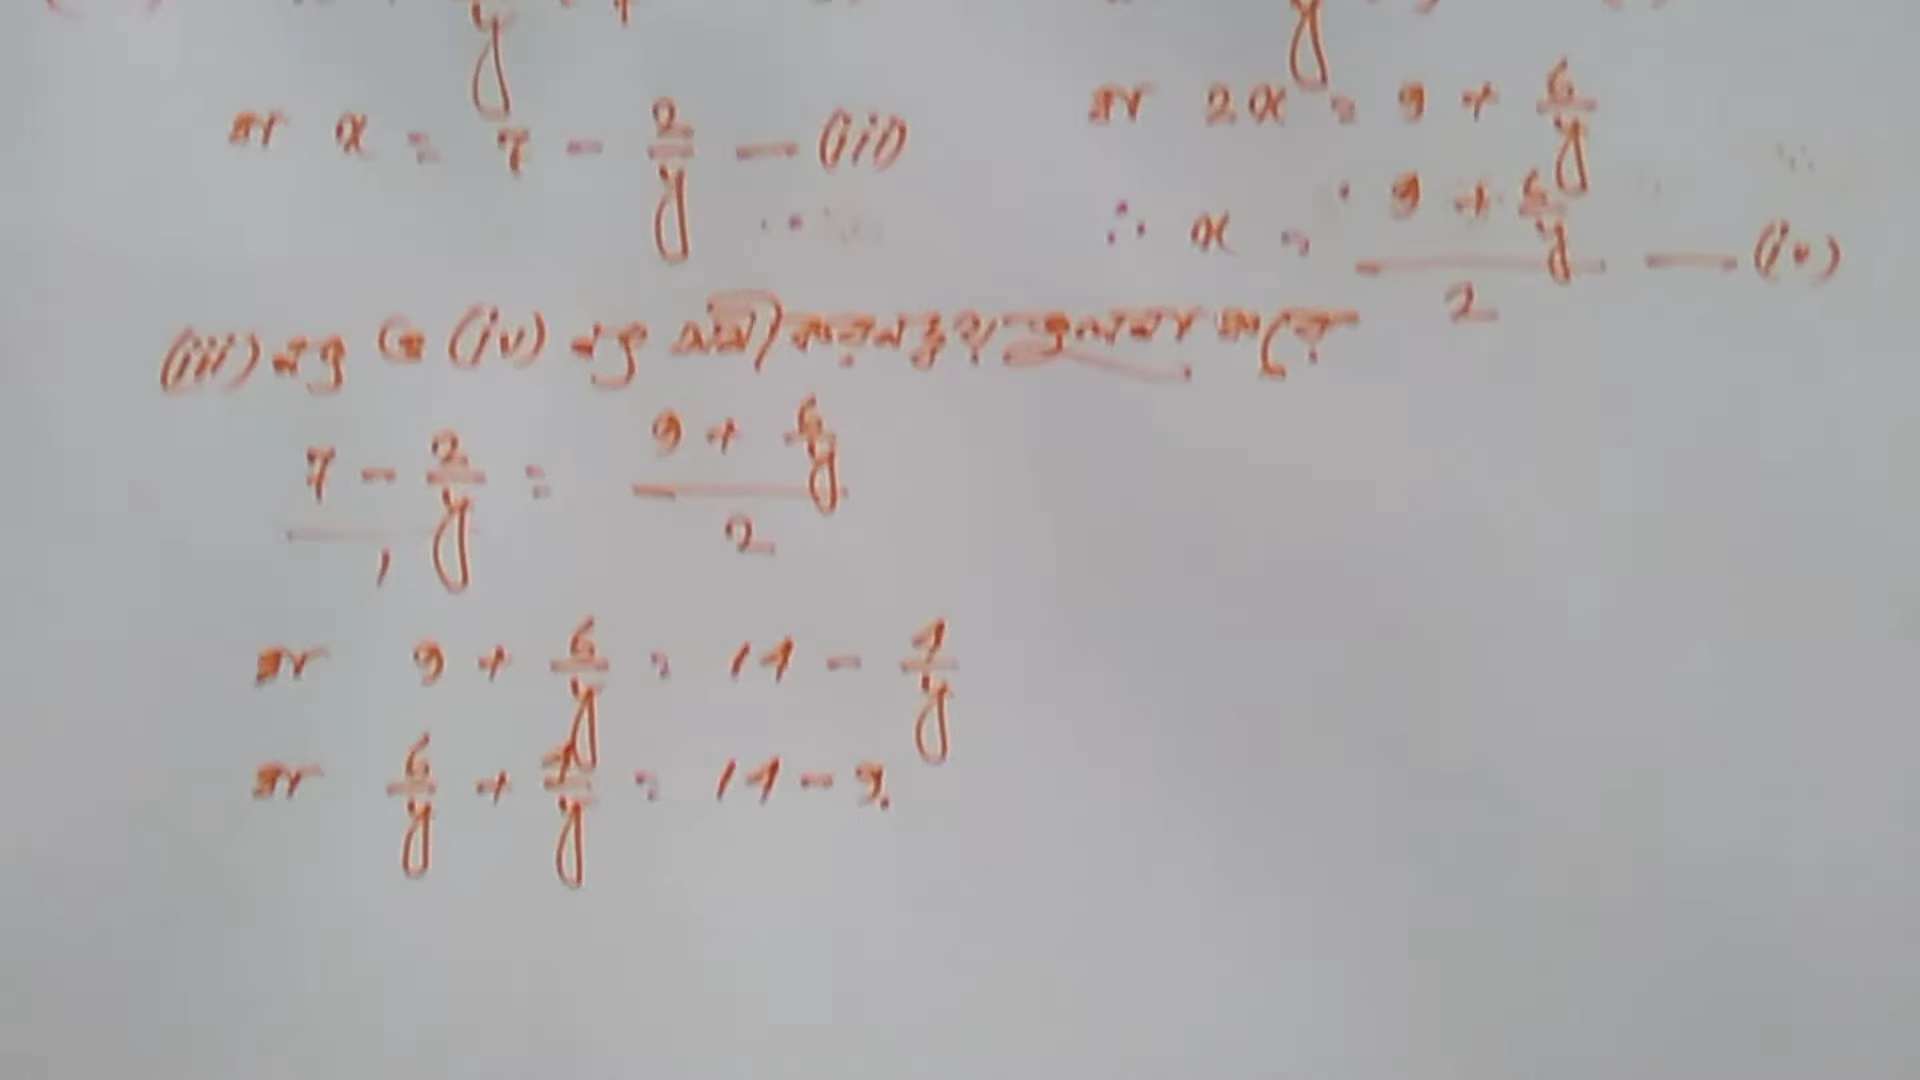 বা x = 7 - 2/y — (iii)
বা 2x = 9 + 6/y
∴ x = (9 + 6/y)/2 — (iv)
(iii) নং ও (iv) নং সমীকরণদ্বয় তুলনা করে
(7 - 2/y)/1 = (9 + 6/y)/2
বা 9 + 6/y = 14 - 4/y
বা 6/y + 4/y = 14 - 9